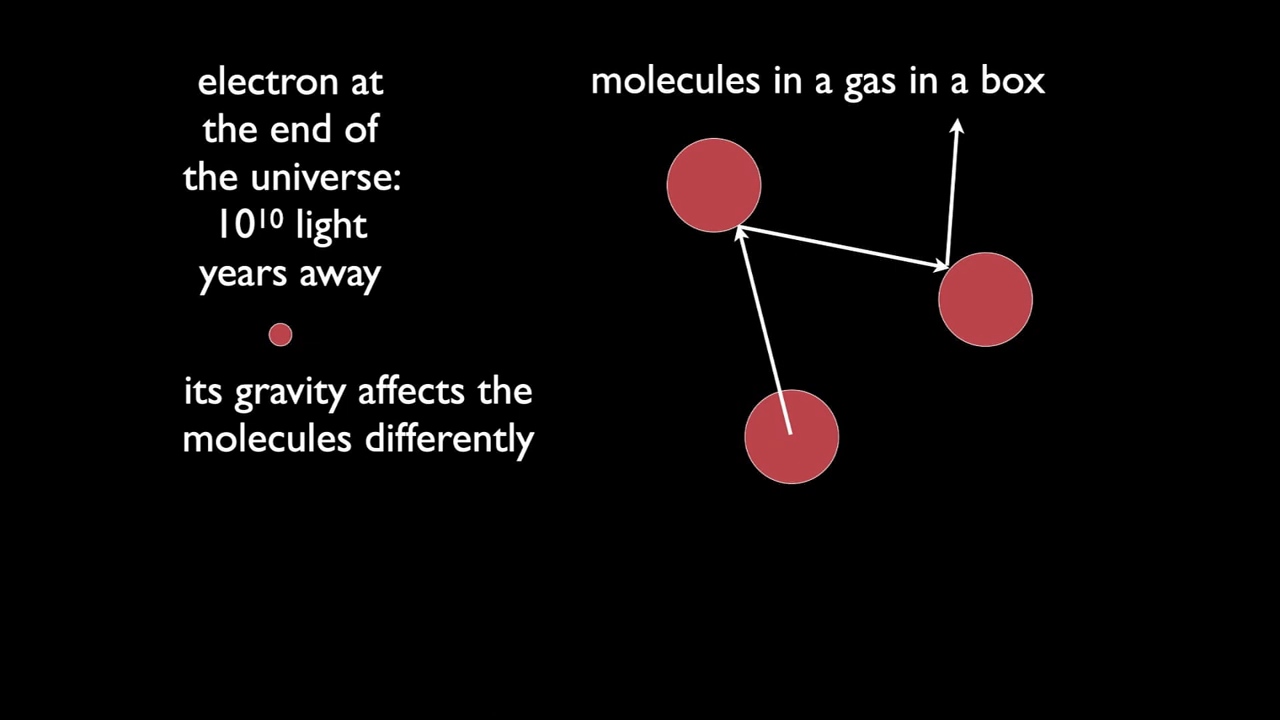 electron at
the end of
the universe:
10¹⁰ light
years away
its gravity affects the
molecules differently
molecules in a gas in a box